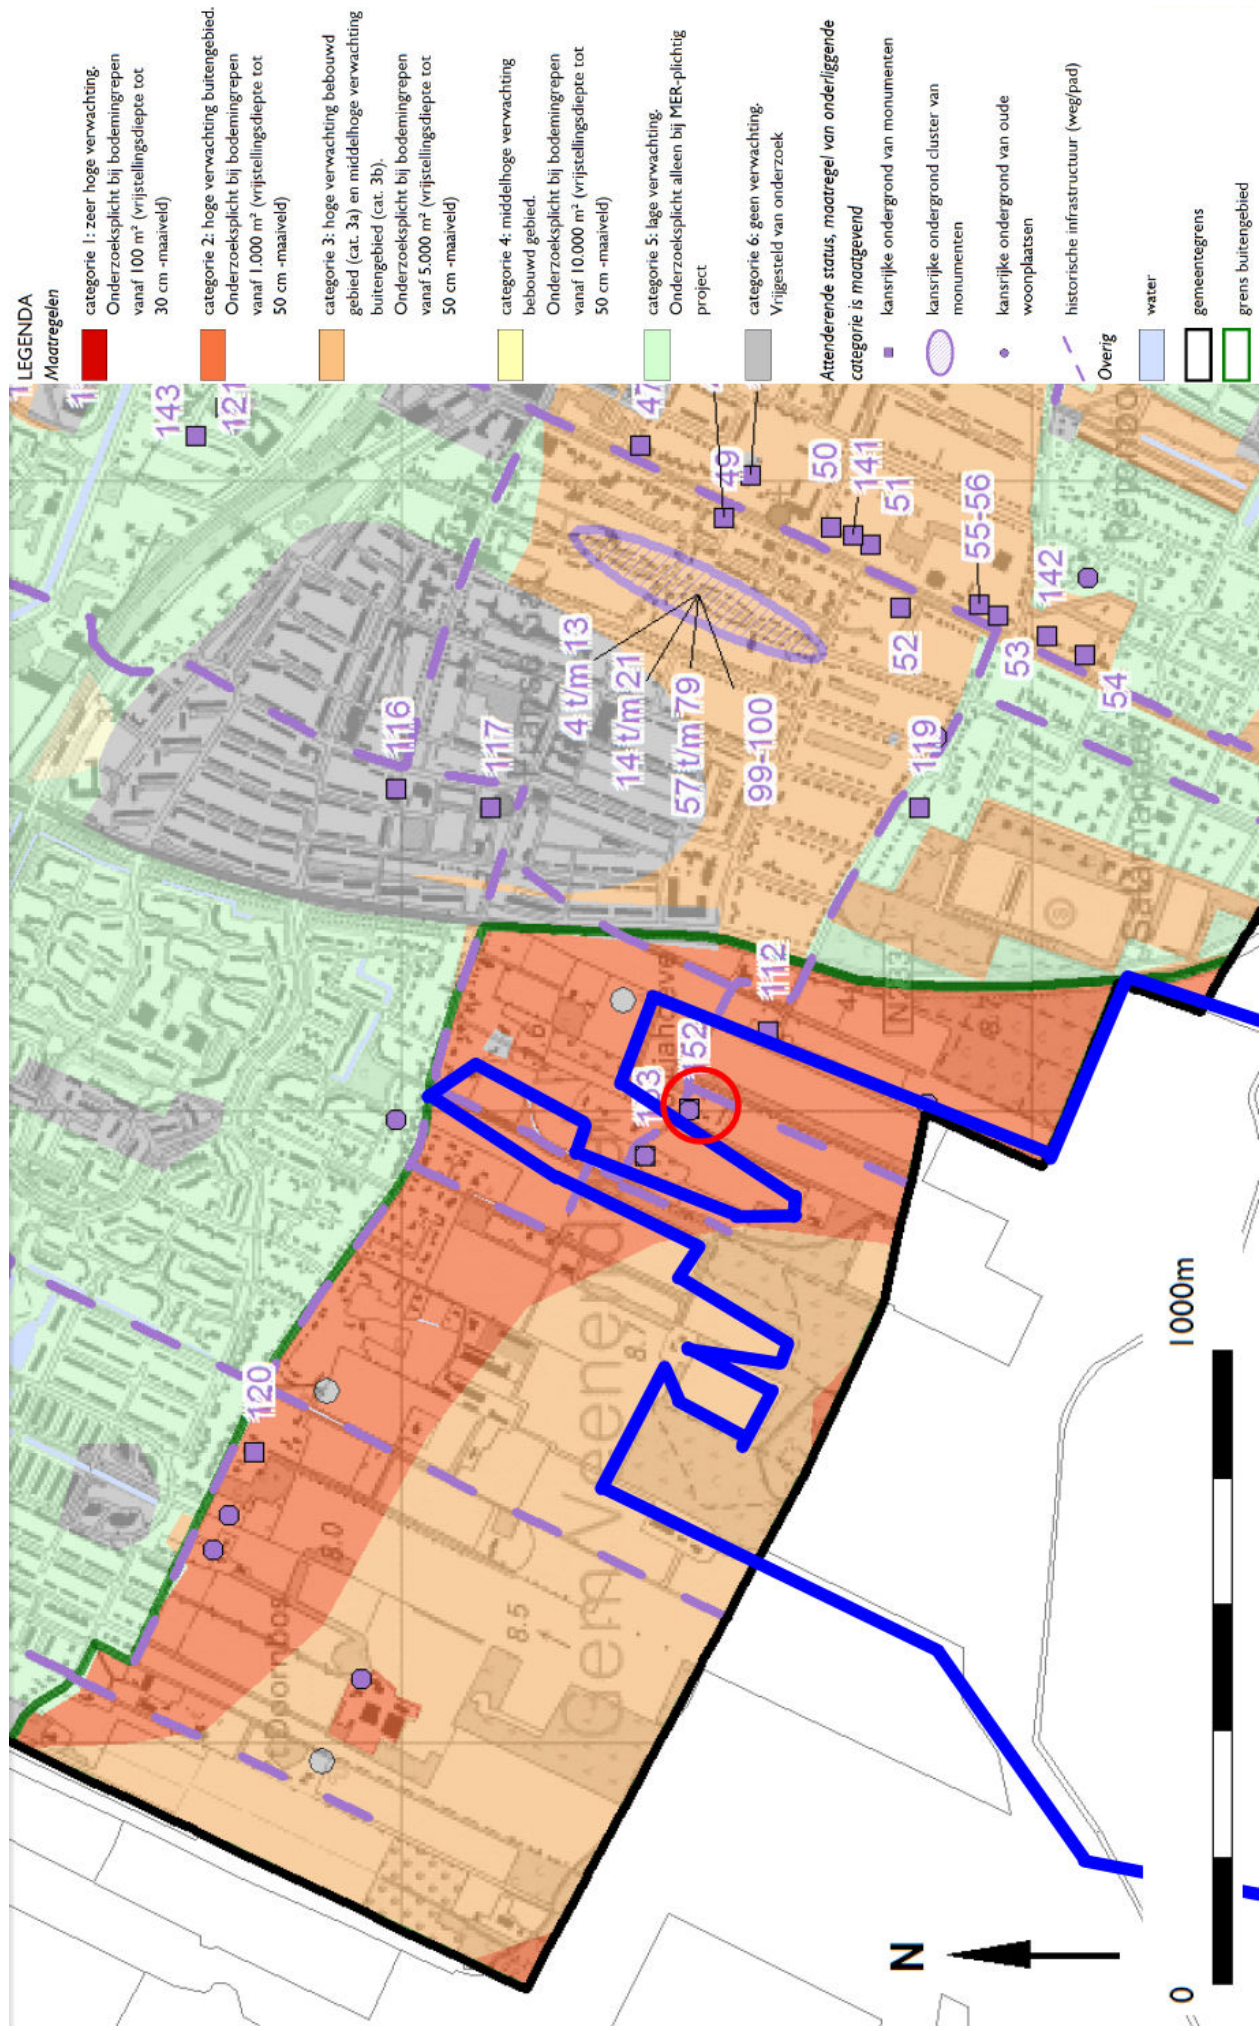 LEGENDA
Maatregelen
categorie 1: zeer hoge verwachting.
Onderzoeksplicht bij bodemingrepen
vanaf 100 m² (vrijstellingsdiepte tot
30 cm -maaiveld)
categorie 2: hoge verwachting buitengebied.
Onderzoeksplicht bij bodemingrepen
vanaf 1.000 m² (vrijstellingsdiepte tot
50 cm -maaiveld)
categorie 3: hoge verwachting bebouwd
gebied (cat. 3a) en middelhoge verwachting
buitengebied (cat. 3b).
Onderzoeksplicht bij bodemingrepen
vanaf 5.000 m² (vrijstellingsdiepte tot
50 cm -maaiveld)
categorie 4: middelhoge verwachting
bebouwd gebied.
Onderzoeksplicht bij bodemingrepen
vanaf 10.000 m² (vrijstellingsdiepte tot
50 cm -maaiveld)
categorie 5: lage verwachting.
Onderzoeksplicht alleen bij MER-plichtig
project
categorie 6: geen verwachting.
Vrijgesteld van onderzoek
Attenderende status, maatregel van onderliggende
categorie is maatgevend
kansrijke ondergrond van monumenten
kansrijke ondergrond cluster van
monumenten
kansrijke ondergrond van oude
woonplaatsen
historische infrastructuur (weg/pad)
Overig
water
gemeentegrens
grens buitengebied
143
121
47
49
50
141
51
55-56
142
52
53
54
4 t/m 13
14 t/m 21
57 t/m 79
99-100
116
117
119
112
152
120
8.0
8.5
Gem Veenend
N
0
1000m